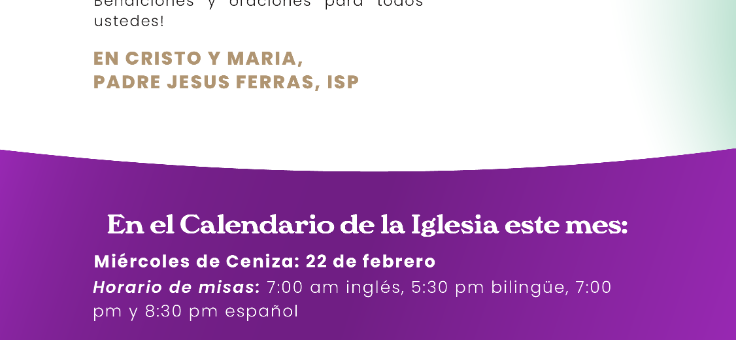 Bendiciones y oraciones para todos
ustedes!
EN CRISTO Y MARIA,
PADRE JESUS FERRAS, ISP
En el Calendario de la Iglesia este mes:
Miércoles de Ceniza: 22 de febrero
Horario de misas: 7:00 am inglés, 5:30 pm bilingüe, 7:00
pm y 8:30 pm español